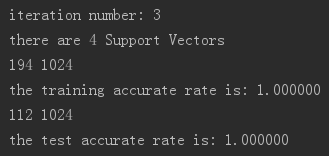 iteration number: 3
there are 4 Support Vectors
194 1024
the training accurate rate is: 1.000000
112 1024
the test accurate rate is: 1.000000